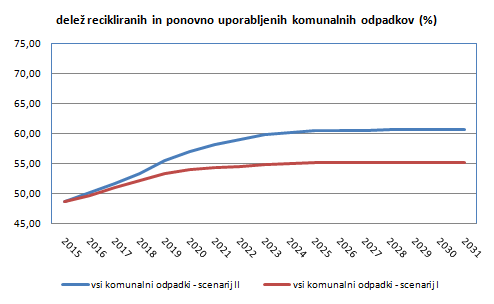 delež recikliranih in ponovno uporabljenih komunalnih odpadkov (%)
75,00
70,00
65,00
60,00
55,00
50,00
45,00
2015 2016 2017 2018 2019 2020 2021 2022 2023 2024 2025 2026 2027 2028 2029 2030 2031
vsi komunalni odpadki - scenarij II vsi komunalni odpadki - scenarij I